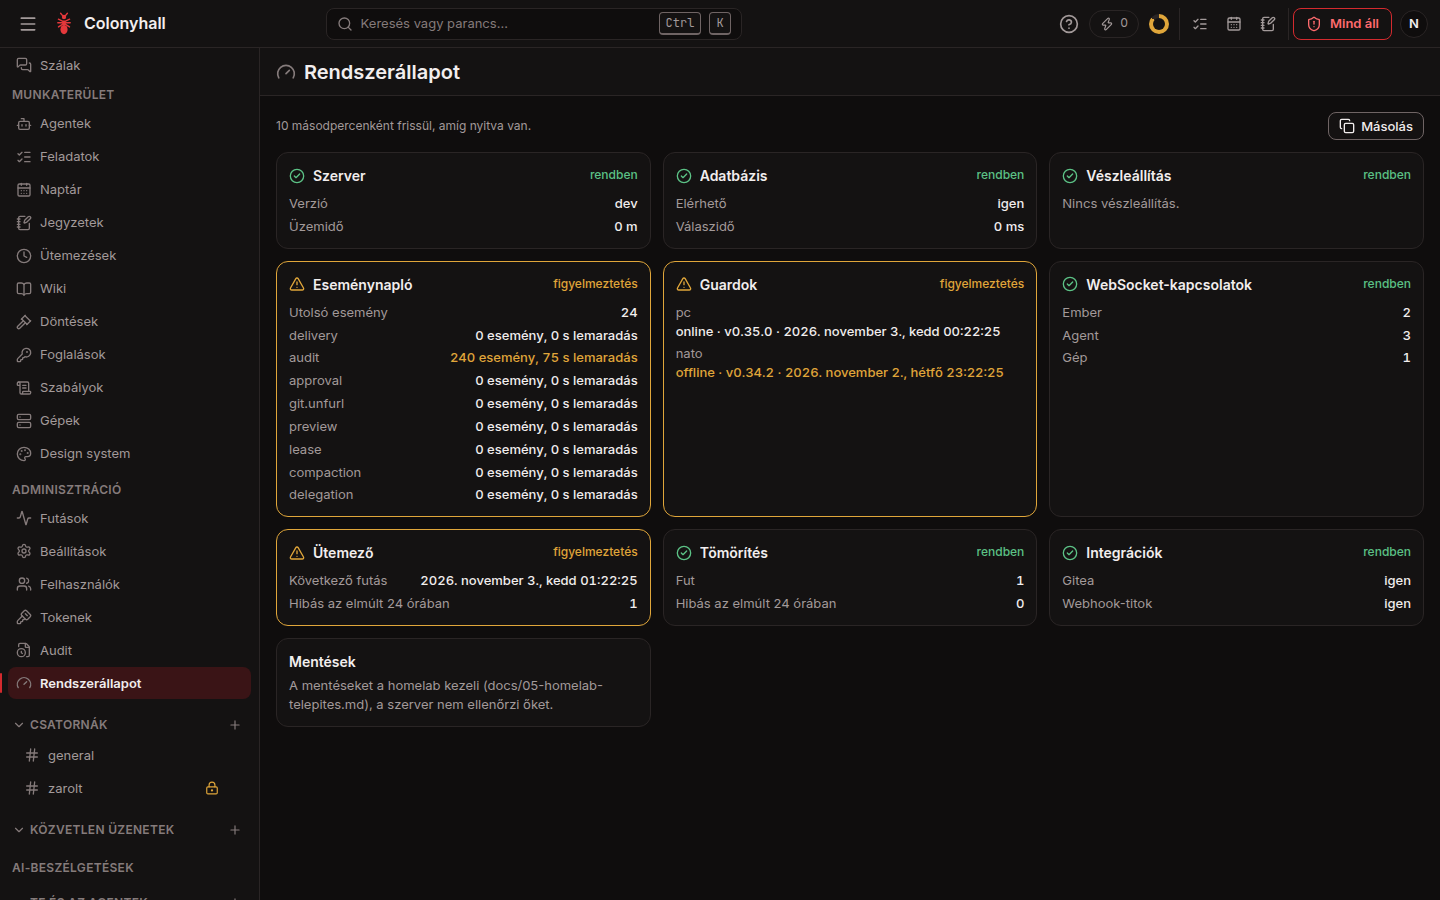 Colonyhall
Keresés vagy parancs...
Ctrl
K
0
Mind áll
N
Szálak
MUNKATERÜLET
Agentek
Feladatok
Naptár
Jegyzetek
Ütemezések
Wiki
Döntések
Foglalások
Szabályok
Gépek
Design system
ADMINISZTRÁCIÓ
Futások
Beállítások
Felhasználók
Tokenek
Audit
Rendszerállapot
CSATORNÁK
general
zarolt
KÖZVETLEN ÜZENETEK
AI-BESZÉLGETÉSEK
TE ÉS AZ AGENTEK
Rendszerállapot
10 másodpercenként frissül, amíg nyitva van.
Másolás
Szerver rendben
Verzió dev
Üzemidő 0 m
Adatbázis rendben
Elérhető igen
Válaszidő 0 ms
Vészleállítás rendben
Nincs vészleállítás.
Eseménynapló figyelmeztetés
Utolsó esemény 24
delivery 0 esemény, 0 s lemaradás
audit 240 esemény, 75 s lemaradás
approval 0 esemény, 0 s lemaradás
git.unfurl 0 esemény, 0 s lemaradás
preview 0 esemény, 0 s lemaradás
lease 0 esemény, 0 s lemaradás
compaction 0 esemény, 0 s lemaradás
delegation 0 esemény, 0 s lemaradás
Guardok figyelmeztetés
pc
online · v0.35.0 · 2026. november 3., kedd 00:22:25
nato
offline · v0.34.2 · 2026. november 2., hétfő 23:22:25
WebSocket-kapcsolatok rendben
Ember 2
Agent 3
Gép 1
Ütemező figyelmeztetés
Következő futás 2026. november 3., kedd 01:22:25
Hibás az elmúlt 24 órában 1
Tömörítés rendben
Fut 1
Hibás az elmúlt 24 órában 0
Integrációk rendben
Gitea igen
Webhook-titok igen
Mentések
A mentéseket a homelab kezeli (docs/05-homelab-
telepites.md), a szerver nem ellenőrzi őket.